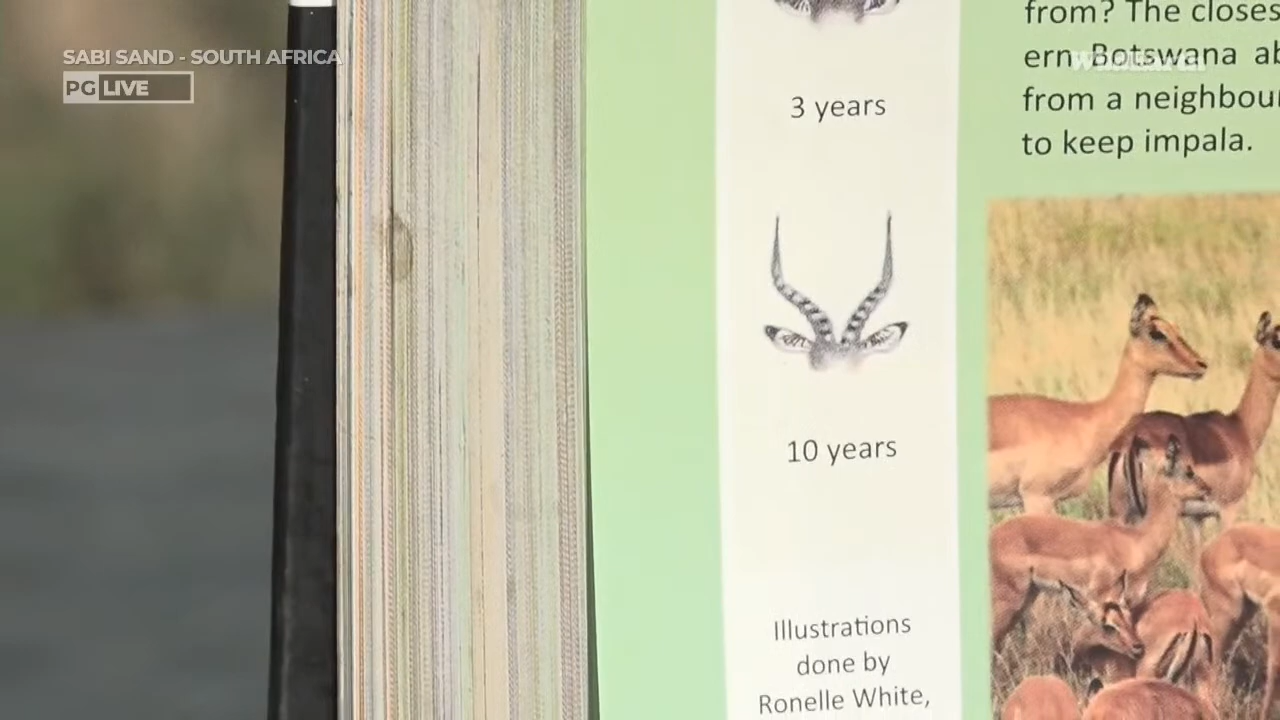 SABI SAND - SOUTH AFRICA
PG LIVE
3 years
10 years
Illustrations
done by
Ronelle White,
from? The closes
ern Botswana ab
from a neighbour
to keep impala.